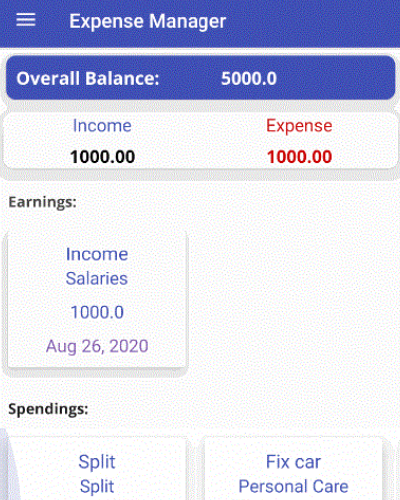 Expense Manager
Overall Balance: 5000.0
Income Expense
1000.00 1000.00
Earnings:
Income
Salaries
1000.0
Aug 26, 2020
Spendings:
Split Fix car
Split Personal Care